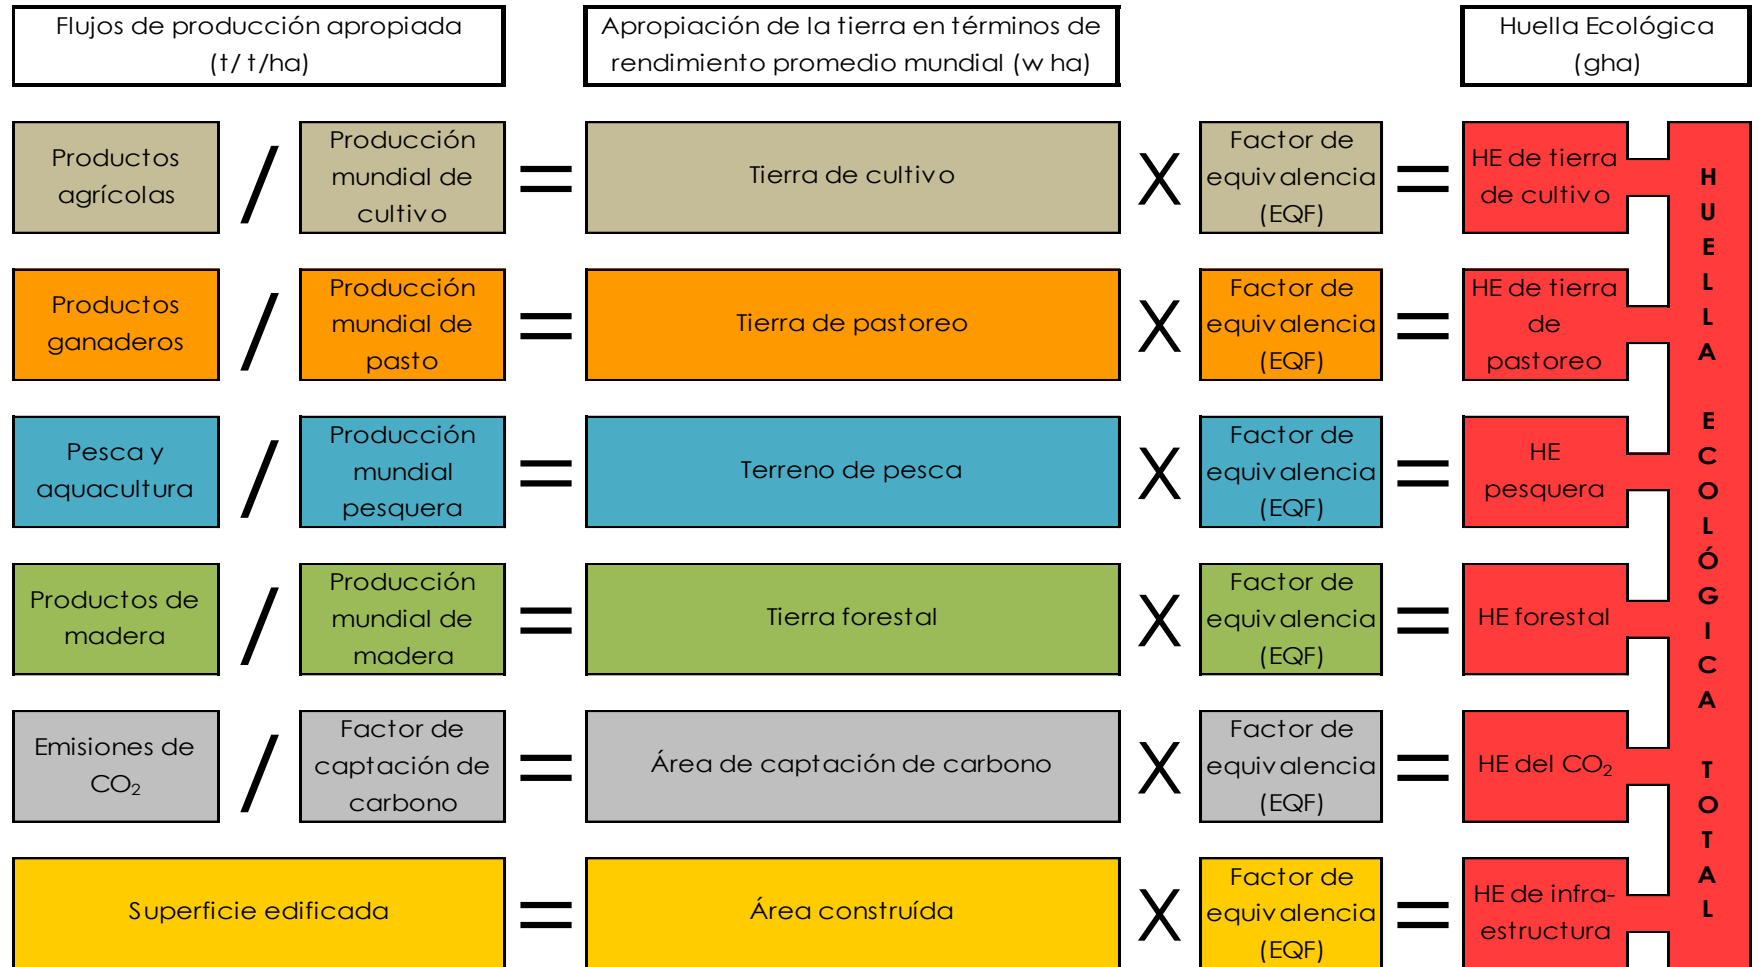 Flujos de producción apropiada
(t/ t/ha)
Apropiación de la tierra en términos de
rendimiento promedio mundial (w ha)
Huella Ecológica
(gha)
Productos
agrícolas
/
Producción
mundial de
cultivo
=
Tierra de cultivo
X
Factor de
equivalencia
(EQF)
=
HE de tierra
de cultivo
Productos
ganaderos
/
Producción
mundial de
pasto
=
Tierra de pastoreo
X
Factor de
equivalencia
(EQF)
=
HE de tierra
de
pastoreo
Pesca y
aquacultura
/
Producción
mundial
pesquera
=
Terreno de pesca
X
Factor de
equivalencia
(EQF)
=
HE
pesquera
Productos de
madera
/
Producción
mundial de
madera
=
Tierra forestal
X
Factor de
equivalencia
(EQF)
=
HE forestal
Emisiones de
CO₂
/
Factor de
captación de
carbono
=
Área de captación de carbono
X
Factor de
equivalencia
(EQF)
=
HE del CO₂
Superficie edificada
=
Área construída
X
Factor de
equivalencia
(EQF)
=
HE de infra-
estructura
HUELLA ECOLÓGICA TOTAL